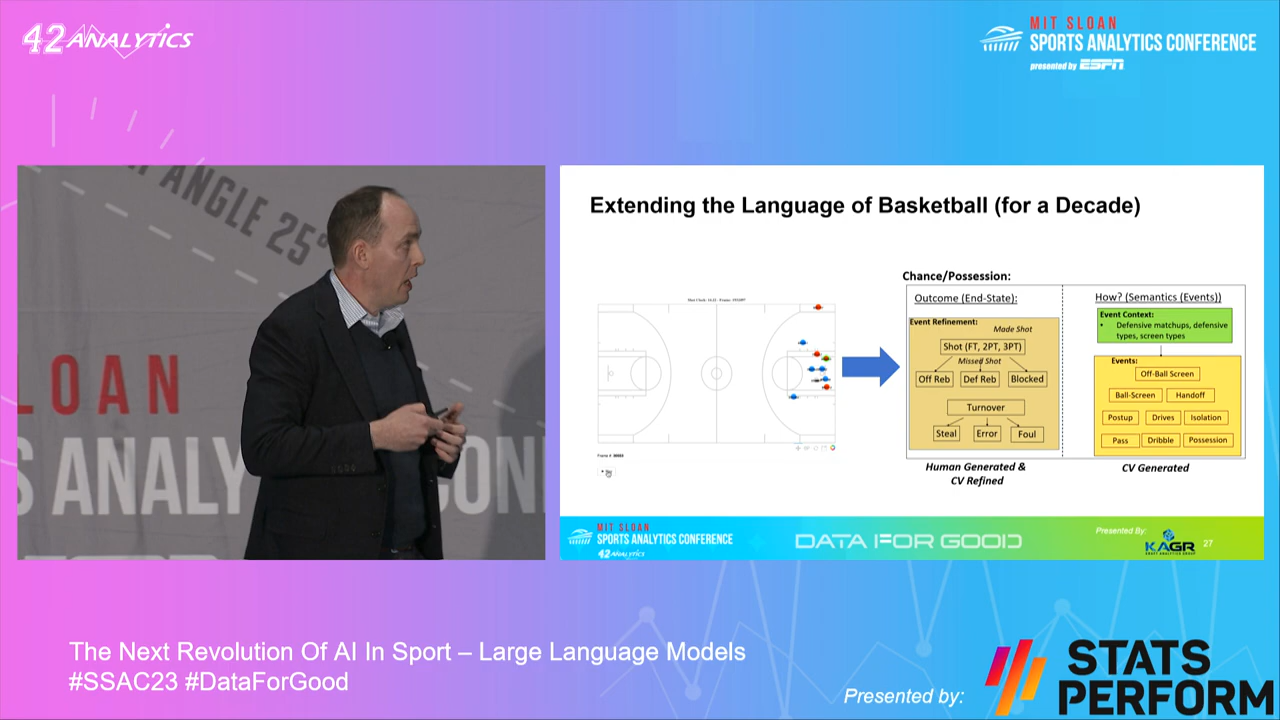 42 ANALYTICS
MIT SLOAN
SPORTS ANALYTICS CONFERENCE
presented by ESPN
ANGLE 25°
Extending the Language of Basketball (for a Decade)
Chance/Possession:
Outcome (End-State):
Event Refinement:
Made Shot
Shot (FT, 2PT, 3PT)
Missed Shot
Off Reb
Def Reb
Blocked
Turnover
Steal
Error
Foul
Human Generated &
CV Refined
How? (Semantics (Events))
Event Context:
• Defensive matchups, defensive
types, screen types
Events:
Off-Ball Screen
Ball-Screen
Handoff
Postup
Drives
Isolation
Pass
Dribble
Possession
CV Generated
LOAN
S ANALY
CON
MIT SLOAN
SPORTS ANALYTICS CONFERENCE
42 ANALYTICS
DATA FOR GOOD
Presented By:
KAGR
KRAFT ANALYTICS GROUP
27
The Next Revolution Of AI In Sport – Large Language Models
#SSAC23 #DataForGood
Presented by:
STATS
PERFORM